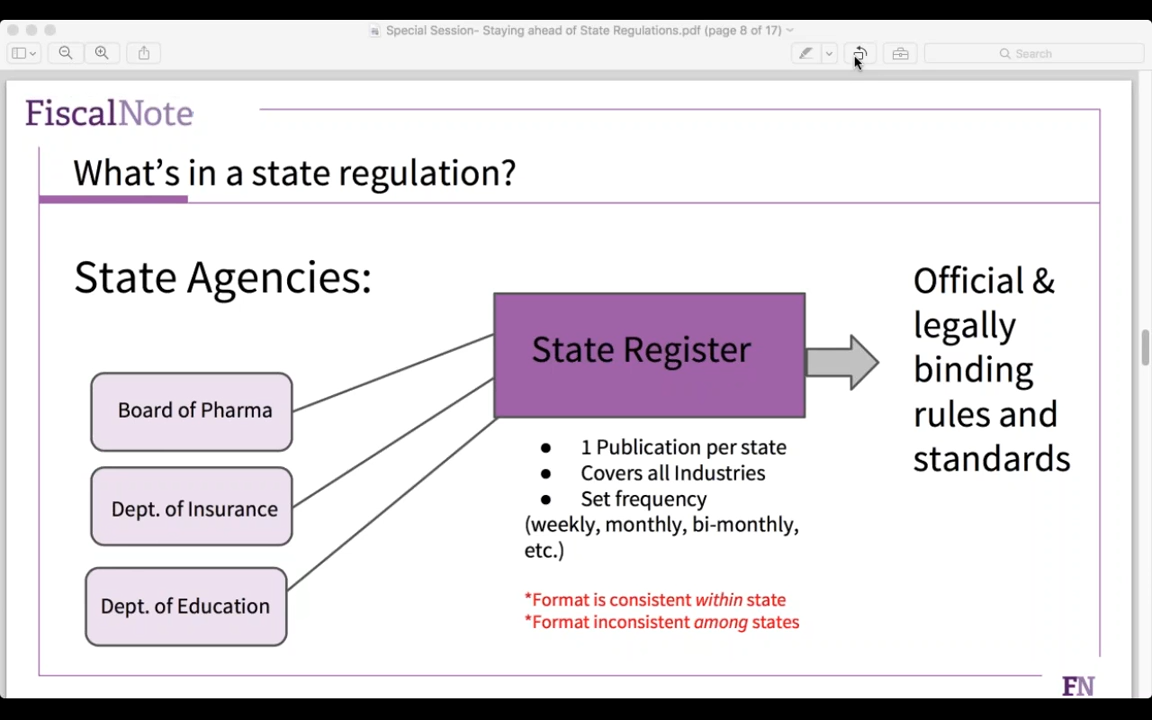 Special Session- Staying ahead of State Regulations.pdf (page 8 of 17)
Search
FiscalNote
What's in a state regulation?
State Agencies:
Board of Pharma
Dept. of Insurance
Dept. of Education
State Register
● 1 Publication per state
● Covers all Industries
● Set frequency
(weekly, monthly, bi-monthly,
etc.)
*Format is consistent within state
*Format inconsistent among states
Official &
legally
binding
rules and
standards
FN